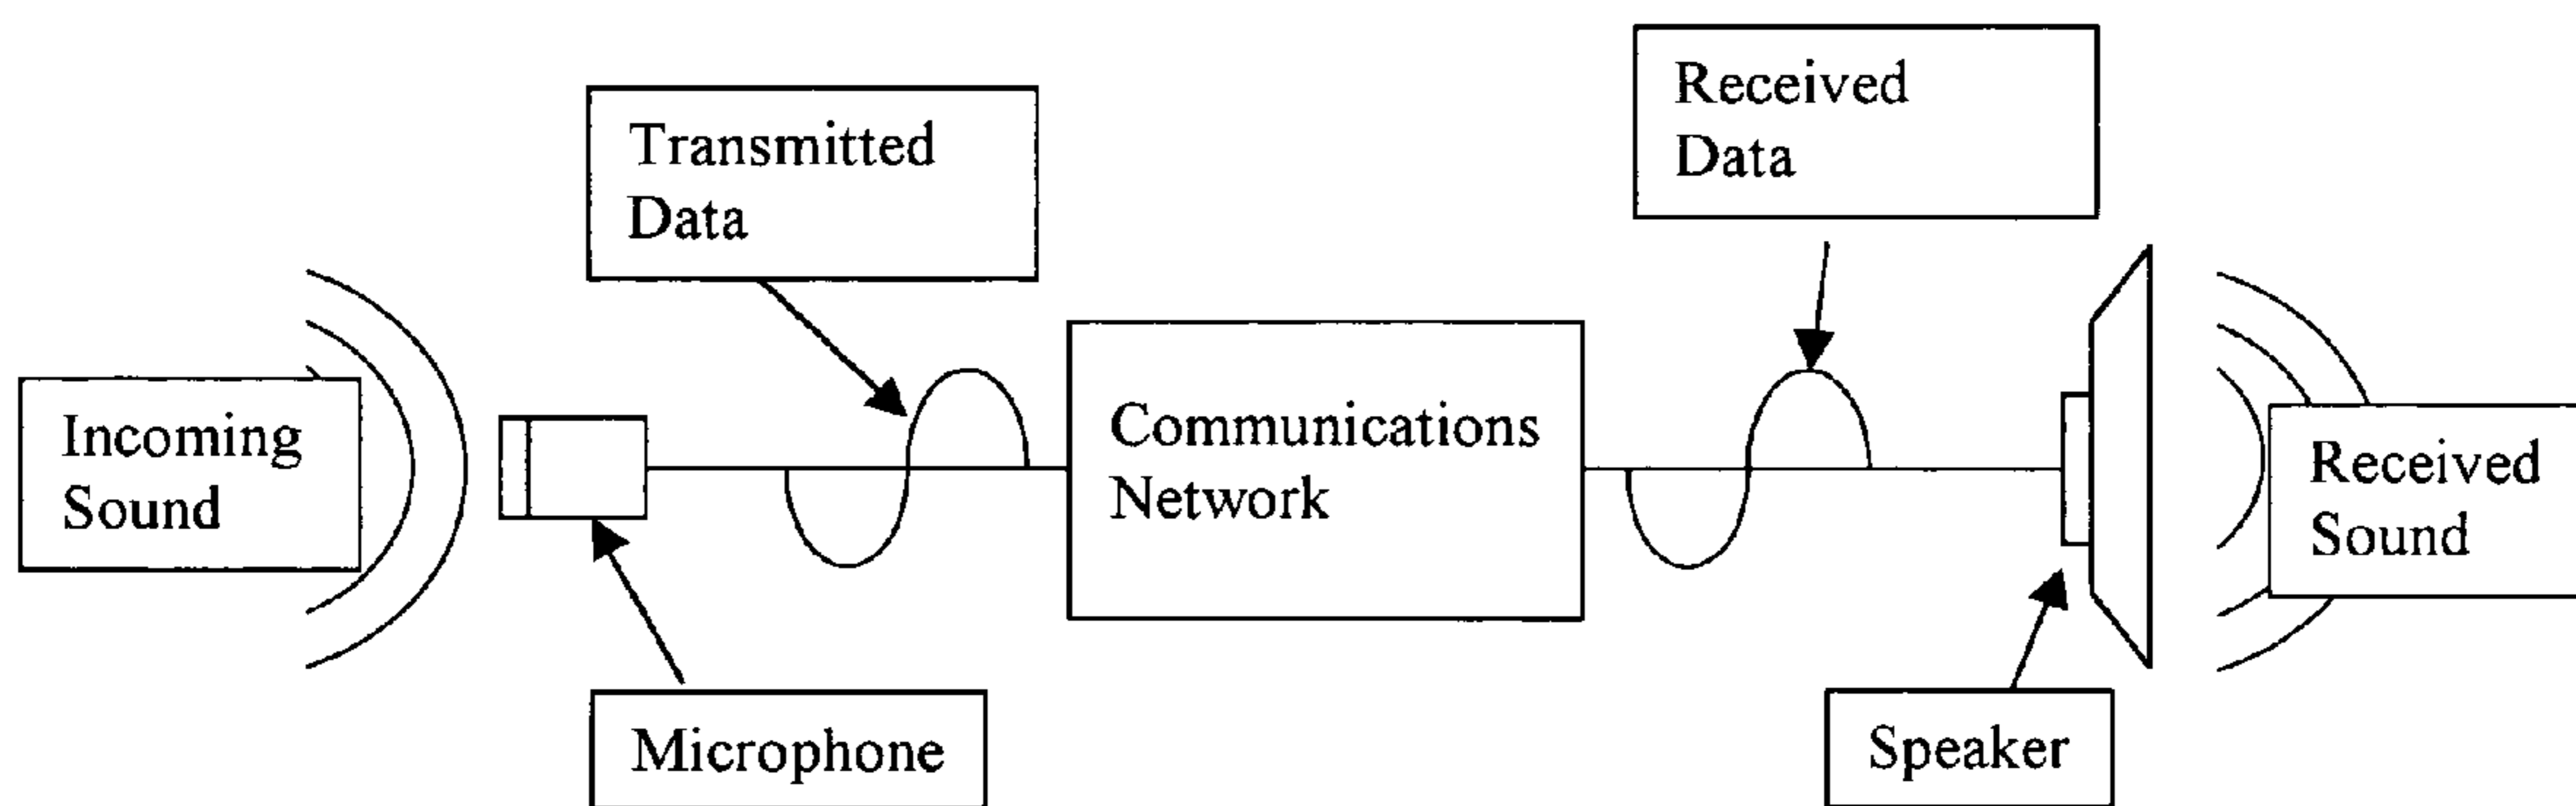 Received
Data
Transmitted
Data
Incoming
Sound
Communications
Network
Received
Sound
Microphone
Speaker